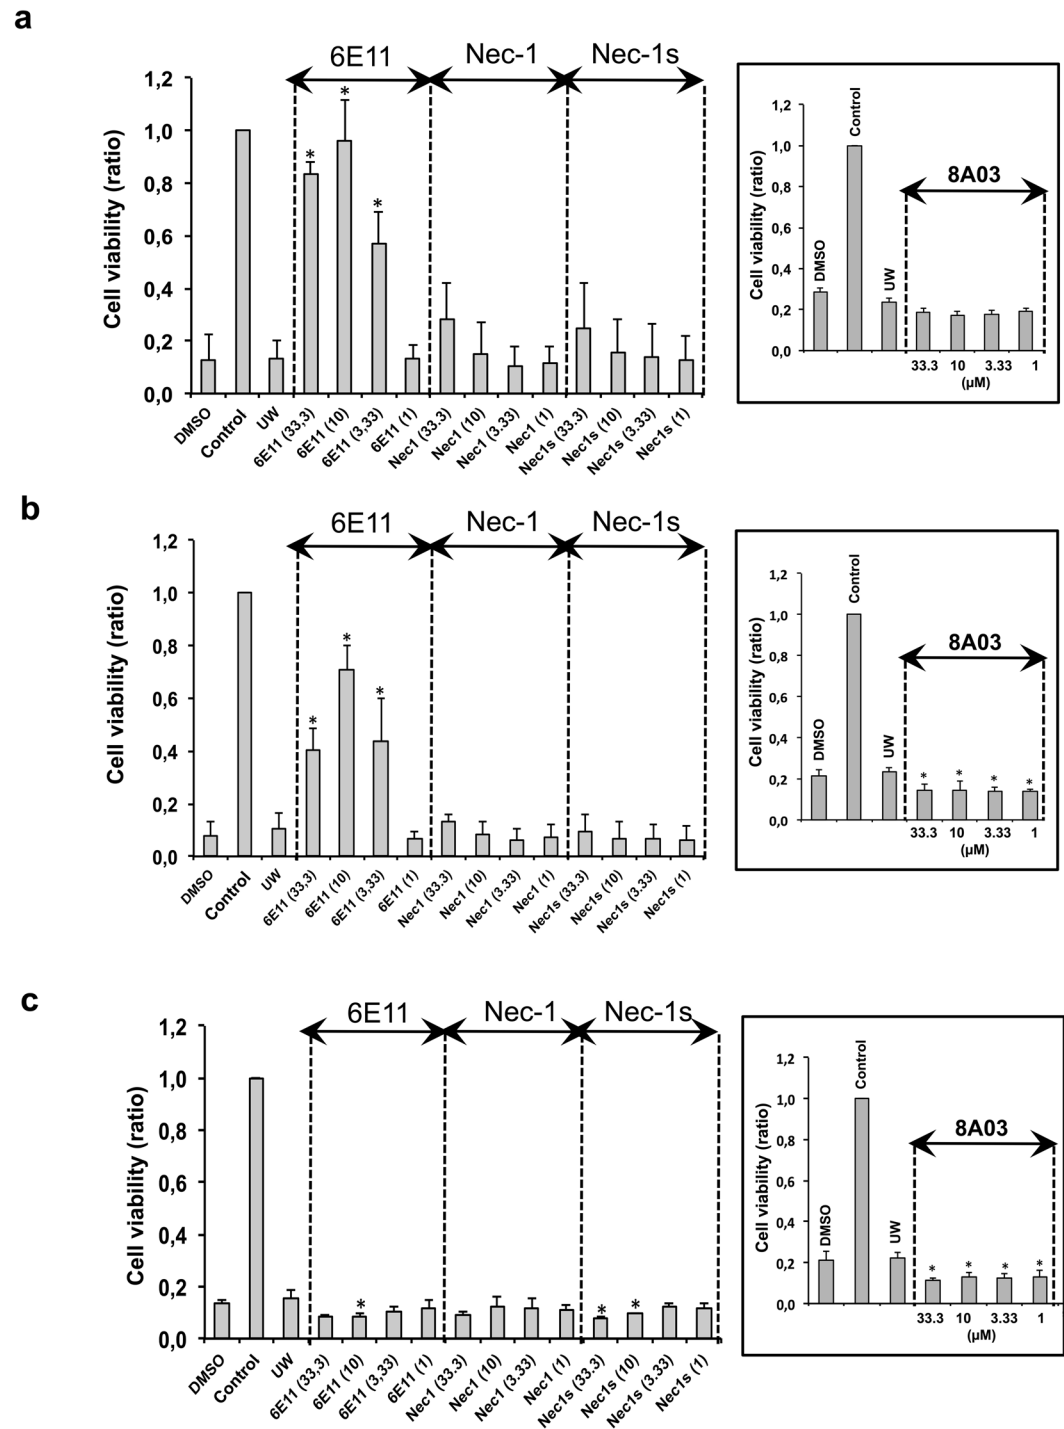 a
6E11 Nec-1 Nec-1s
Cell viability (ratio)
1,2
1,0
0,8
0,6
0,4
0,2
0,0
* * *
DMSO Control UW 6E11 (33,3) 6E11 (10) 6E11 (3,33) 6E11 (1) Nec1 (33.3) Nec1 (10) Nec1 (3.33) Nec1 (1) Nec1s (33.3) Nec1s (10) Nec1s (3.33) Nec1s (1)
Cell viability (ratio)
1,2
1,0
0,8
0,6
0,4
0,2
0,0
DMSO Control UW
8A03
33.3 10 3.33 1
(µM)
b
6E11 Nec-1 Nec-1s
Cell viability (ratio)
1,2
1,0
0,8
0,6
0,4
0,2
0,0
* * *
DMSO Control UW 6E11 (33,3) 6E11 (10) 6E11 (3,33) 6E11 (1) Nec1 (33.3) Nec1 (10) Nec1 (3.33) Nec1 (1) Nec1s (33.3) Nec1s (10) Nec1s (3.33) Nec1s (1)
Cell viability (ratio)
1,2
1,0
0,8
0,6
0,4
0,2
0,0
DMSO Control UW
8A03
* * * *
33.3 10 3.33 1
(µM)
c
6E11 Nec-1 Nec-1s
Cell viability (ratio)
1,2
1,0
0.8
0,6
0,4
0,2
0,0
* * *
DMSO Control UW 6E11 (33,3) 6E11 (10) 6E11 (3,33) 6E11 (1) Nec1 (33.3) Nec1 (10) Nec1 (3.33) Nec1 (1) Nec1s (33.3) Nec1s (10) Nec1s (3.33) Nec1s (1)
Cell viability (ratio)
1,2
1,0
0,8
0,6
0,4
0,2
0,0
DMSO Control UW
8A03
* * * *
33.3 10 3.33 1
(µM)